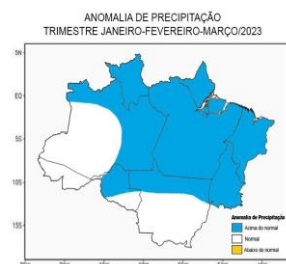 ANOMALIA DE PRECIPITAÇÃO
TRIMESTRE JANEIRO-FEVEREIRO-MARÇO/2023
5N
EQ
5S
10S
15S
Anomalia de Precipitação
Acima do normal
Normal
Abaixo do normal